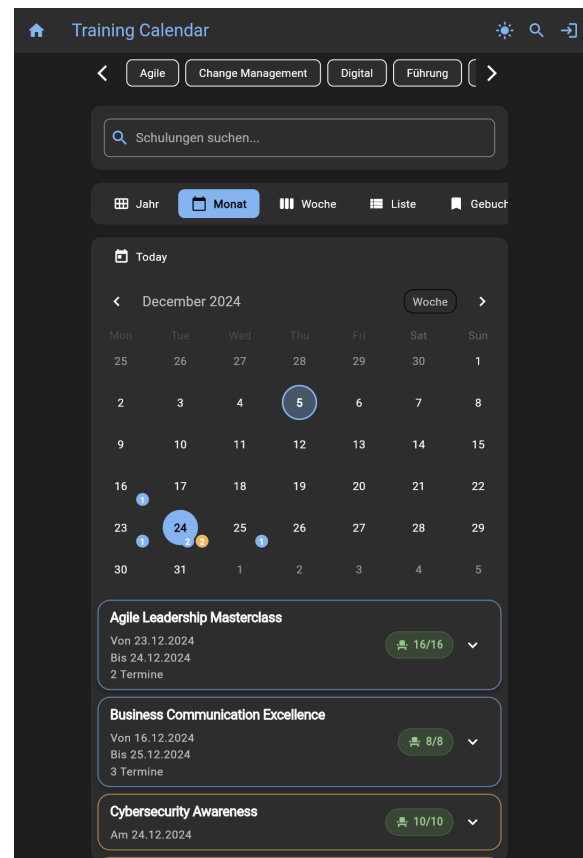 Training Calendar
Agile Change Management Digital Führung
Schulungen suchen...
Jahr Monat Woche Liste Gebuch
Today
December 2024 Woche
Mon Tue Wed Thu Fri Sat Sun
25 26 27 28 29 30 1
2 3 4 5 6 7 8
9 10 11 12 13 14 15
16 17 18 19 20 21 22
1
23 24 25 26 27 28 29
1 2 2 1
30 31 1 2 3 4 5
Agile Leadership Masterclass
Von 23.12.2024
16/16
Bis 24.12.2024
2 Termine
Business Communication Excellence
Von 16.12.2024
8/8
Bis 25.12.2024
3 Termine
Cybersecurity Awareness
10/10
Am 24.12.2024